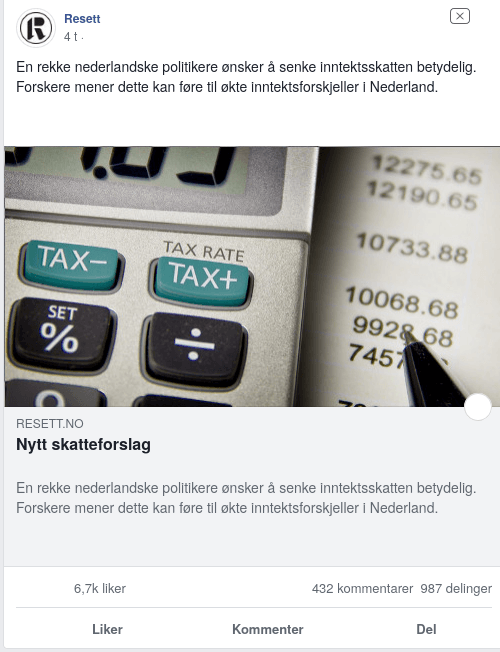 Resett
4 t ·
En rekke nederlandske politikere ønsker å senke inntektsskatten betydelig.
Forskere mener dette kan føre til økte inntektsforskjeller i Nederland.
12275.65
12190.65
10733.88
10068.68
9928.68
TAX−
TAX RATE
TAX+
SET
%
÷
RESETT.NO
Nytt skatteforslag
En rekke nederlandske politikere ønsker å senke inntektsskatten betydelig.
Forskere mener dette kan føre til økte inntektsforskjeller i Nederland.
6,7k liker 432 kommentarer 987 delinger
Liker Kommenter Del